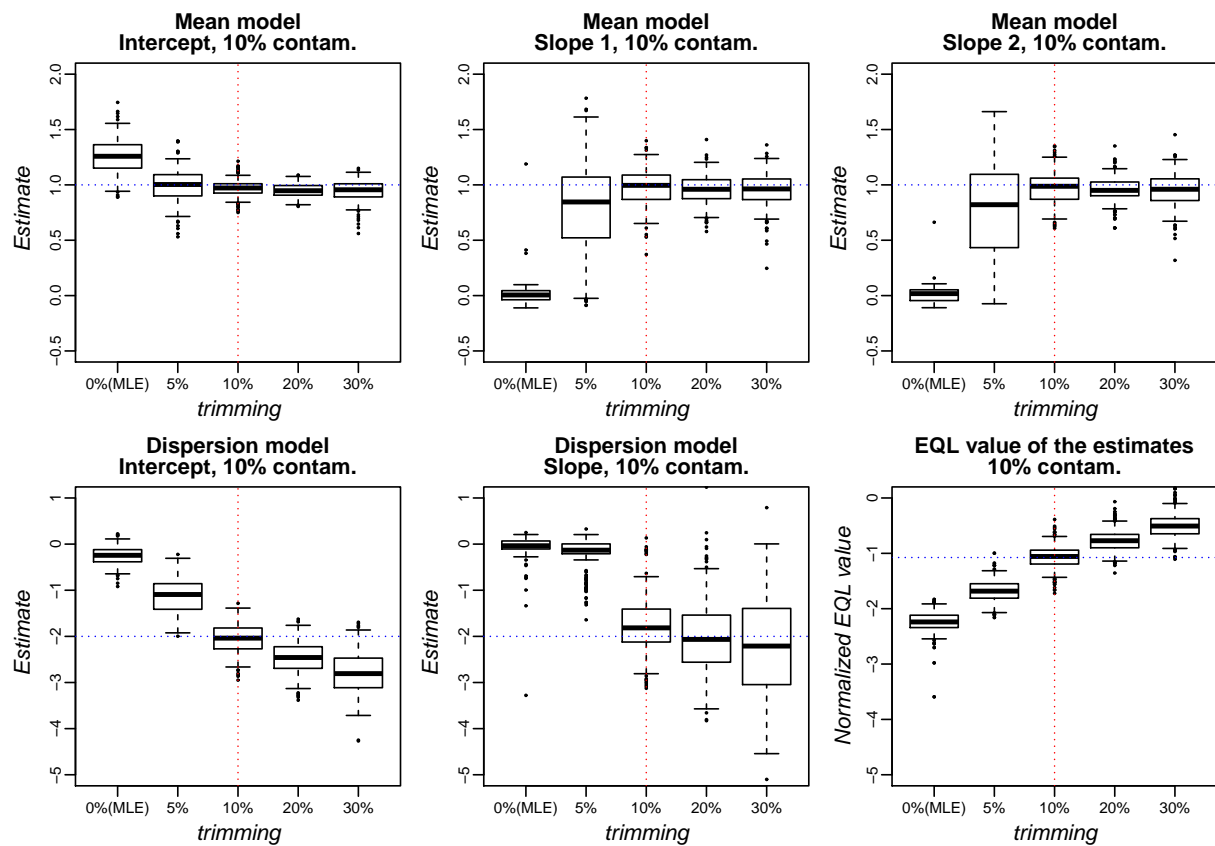 Mean model
Intercept, 10% contam.
Estimate
2.0
1.5
1.0
0.5
0.0
−0.5
0%(MLE) 5% 10% 20% 30%
trimming
Mean model
Slope 1, 10% contam.
Estimate
2.0
1.5
1.0
0.5
0.0
−0.5
0%(MLE) 5% 10% 20% 30%
trimming
Mean model
Slope 2, 10% contam.
Estimate
2.0
1.5
1.0
0.5
0.0
−0.5
0%(MLE) 5% 10% 20% 30%
trimming
Dispersion model
Intercept, 10% contam.
Estimate
1
0
−1
−2
−3
−4
−5
0%(MLE) 5% 10% 20% 30%
trimming
Dispersion model
Slope, 10% contam.
Estimate
1
0
−1
−2
−3
−4
−5
0%(MLE) 5% 10% 20% 30%
trimming
EQL value of the estimates
10% contam.
Normalized EQL value
0
−1
−2
−3
−4
−5
0%(MLE) 5% 10% 20% 30%
trimming